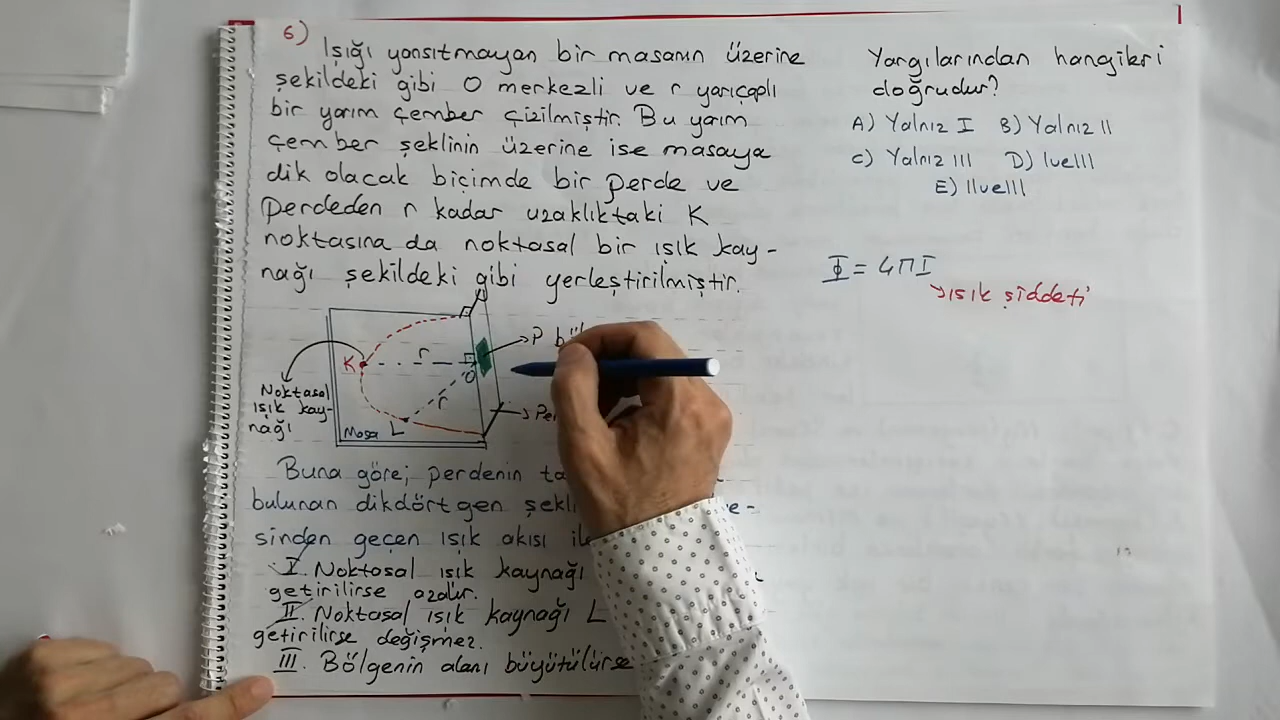 6)
Işığı yansıtmayan bir masanın üzerine
şekildeki gibi O merkezli ve r yarıçaplı
bir yarım çember çizilmiştir. Bu yarım
çember şeklinin üzerine ise masaya
dik olacak biçimde bir perde ve
perdeden r kadar uzaklıktaki K
noktasına da noktasal bir ışık kay-
nağı şekildeki gibi yerleştirilmiştir.
K
r
O
r
L
Masa
P
Noktasal
ışık kay-
nağı
Buna göre; perdenin
bulunan dikdörtgen
sinden geçen ışık akısı
I. Noktasal ışık kaynağı
getirilirse azalır.
II. Noktasal ışık kaynağı L
getirilirse değişmez.
III. Bölgenin alanı büyütülürse
Yargılarından hangileri
doğrudur?
A) Yalnız I B) Yalnız II
C) Yalnız III D) I ve III
E) II ve III
Φ = 4πI
ışık şiddeti